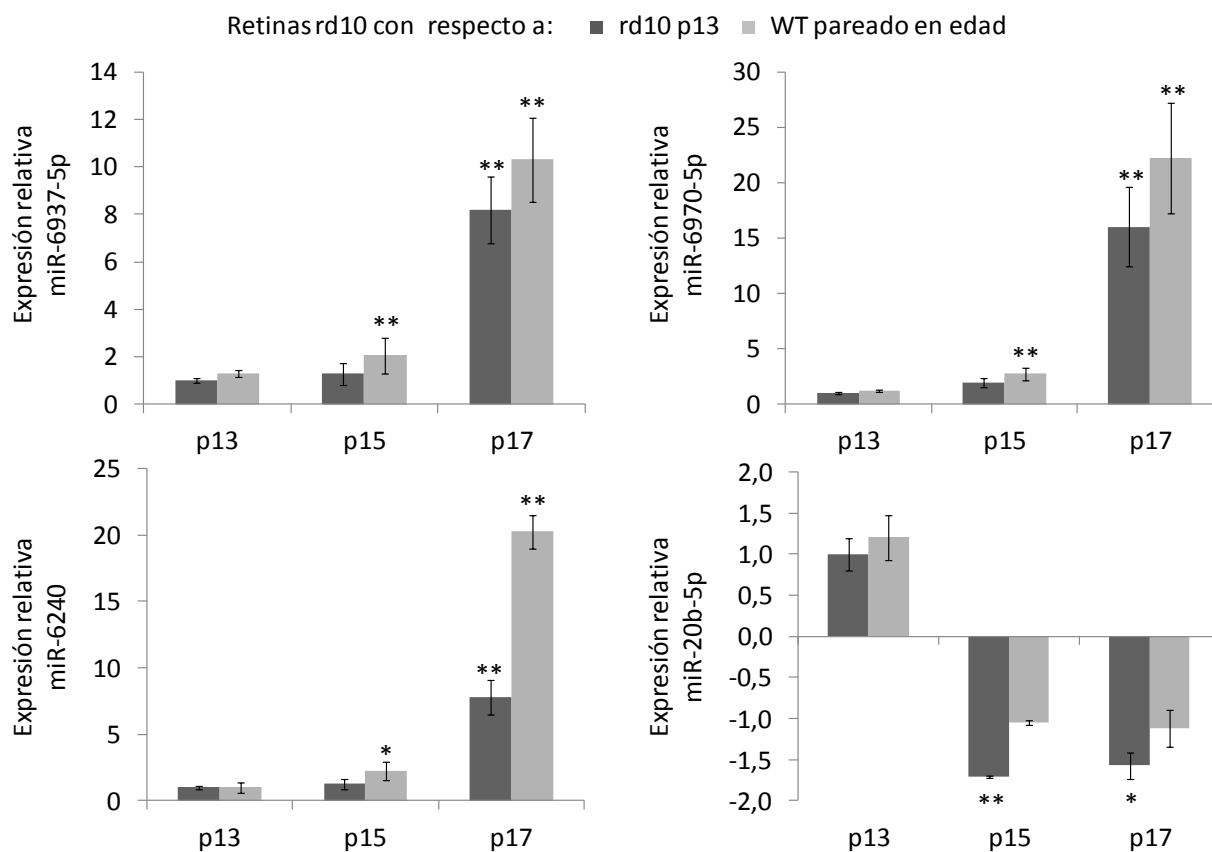 Retinas rd10 con respecto a: rd10 p13 WT pareado en edad
Expresión relativa
miR-6937-5p
14
12
10
8
6
4
2
0
** ** **
p13 p15 p17
Expresión relativa
miR-6970-5p
30
25
20
15
10
5
0
** ** **
p13 p15 p17
Expresión relativa
miR-6240
25
20
15
10
5
0
* ** **
p13 p15 p17
Expresión relativa
miR-20b-5p
2,0
1,5
1,0
0,5
0,0
-0,5
-1,0
-1,5
-2,0
** *
p13 p15 p17